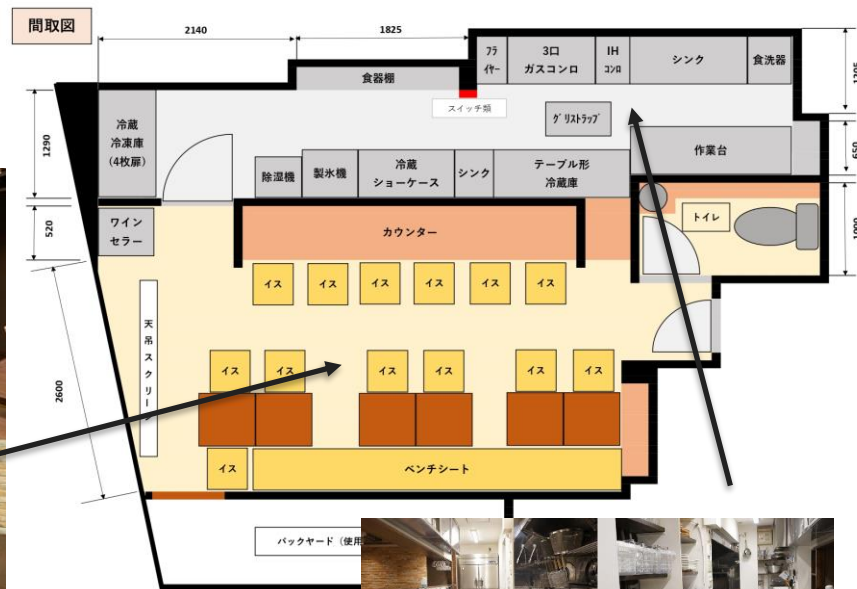 間取図
2140
1825
フラ
イヤー
3口
ガスコンロ
IH
コンロ
シンク
食洗器
食器棚
スイッチ類
グリストラップ
冷蔵
冷凍庫
(4枚扉)
1290
作業台
650
除湿機
製氷機
冷蔵
ショーケース
シンク
テーブル形
冷蔵庫
520
ワイン
セラー
カウンター
トイレ
イス
イス
イス
イス
イス
イス
天吊スクリーン
2600
イス
イス
イス
イス
イス
イス
イス
ベンチシート
バックヤード(使用